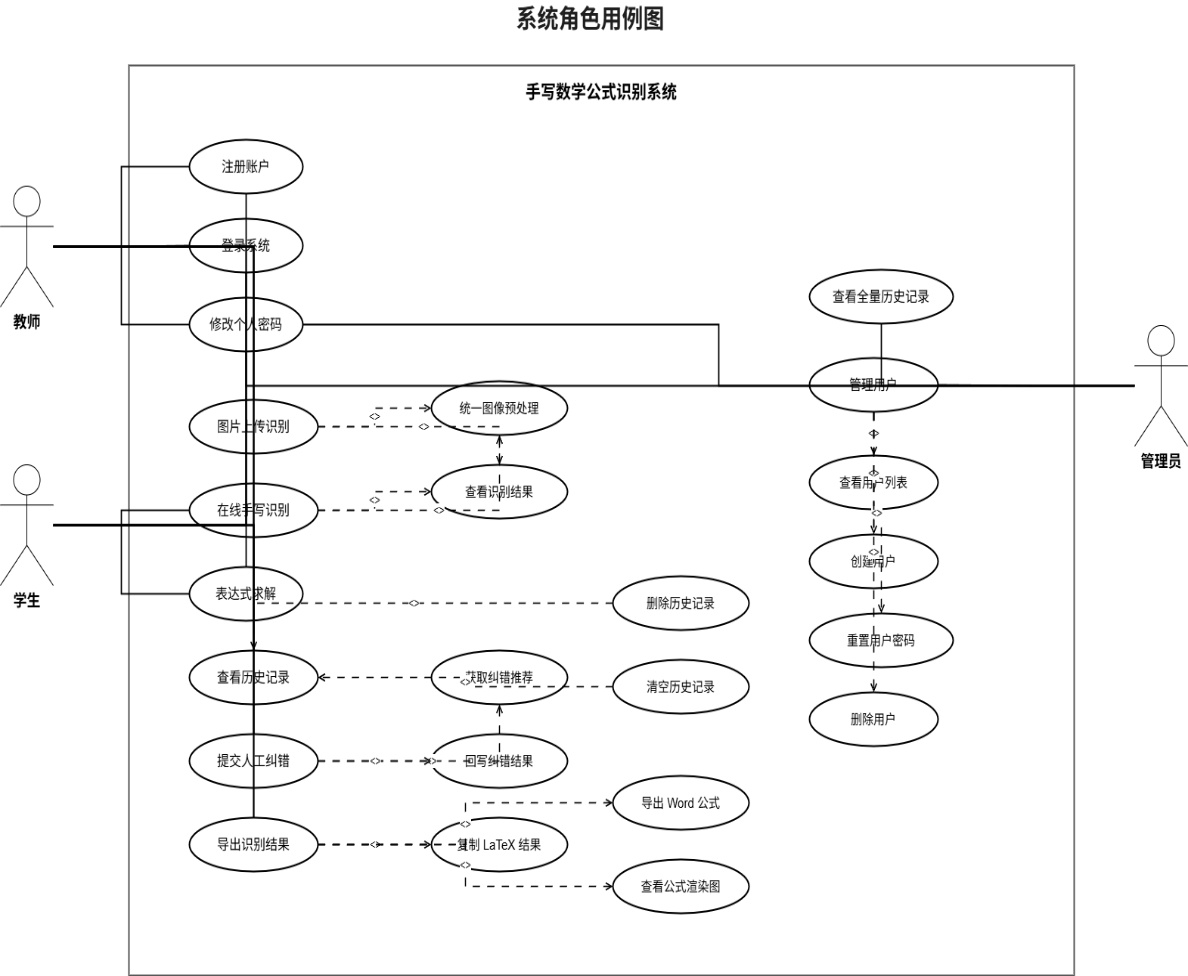 系统角色用例图
手写数学公式识别系统
注册账户
登录系统
修改个人密码
图片上传识别
在线手写识别
表达式求解
查看历史记录
提交人工纠错
导出识别结果
统一图像预处理
查看识别结果
获取纠错推荐
回写纠错结果
复制 LaTeX 结果
删除历史记录
清空历史记录
导出 Word 公式
查看公式渲染图
查看全量历史记录
管理用户
查看用户列表
创建用户
重置用户密码
删除用户
教师
学生
管理员